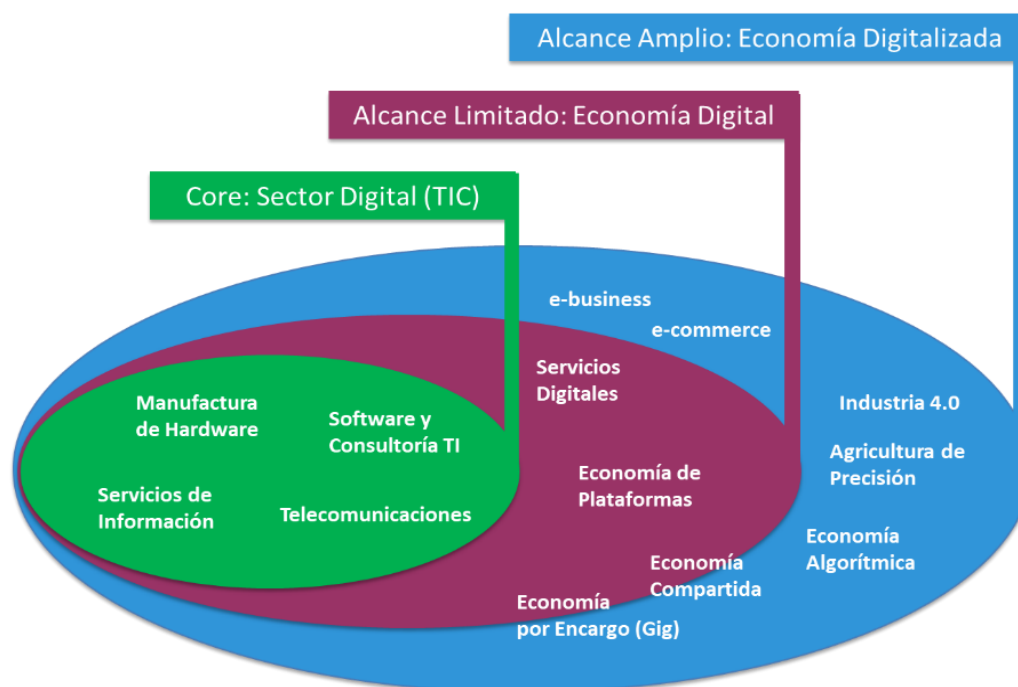 Alcance Amplio: Economía Digitalizada
Alcance Limitado: Economía Digital
Core: Sector Digital (TIC)
e-business
e-commerce
Servicios
Digitales
Manufactura
de Hardware
Software y
Consultoría TI
Industria 4.0
Agricultura de
Precisión
Economía de
Plataformas
Servicios de
Información
Telecomunicaciones
Economía
Algorítmica
Economía
Compartida
Economía
por Encargo (Gig)